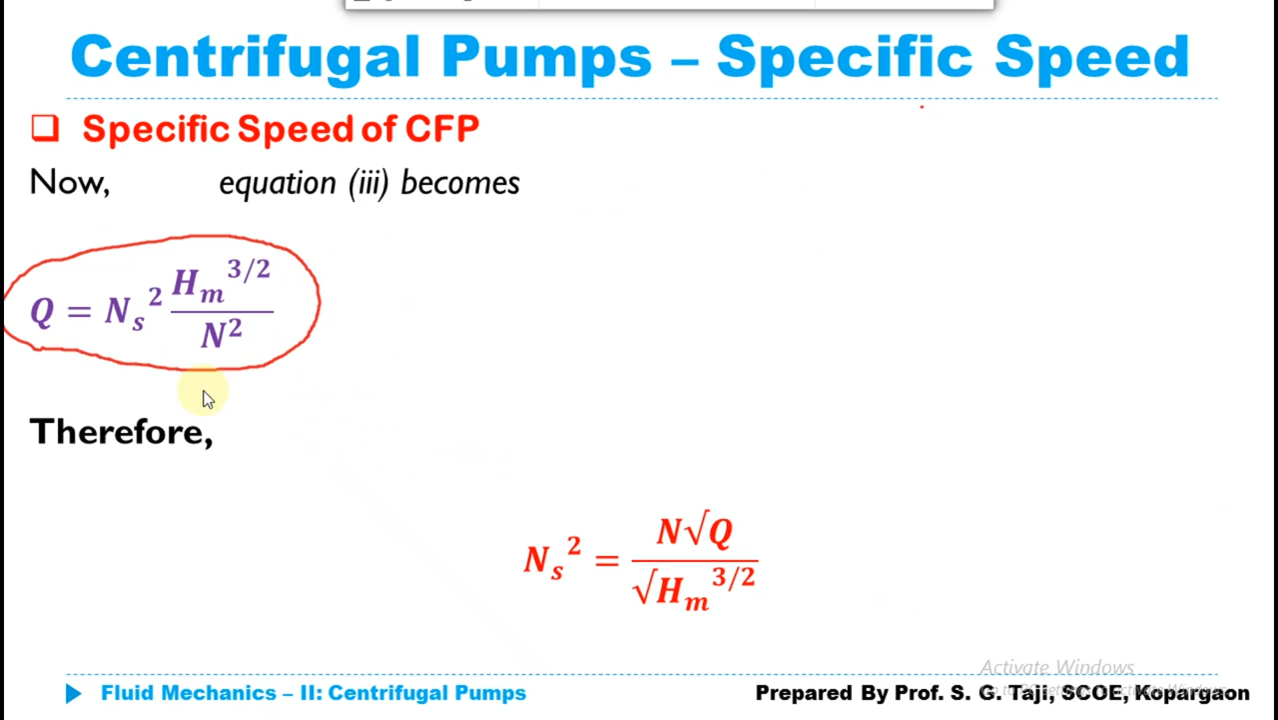 Centrifugal Pumps – Specific Speed
❑ Specific Speed of CFP
Now, equation (iii) becomes
Q = Nₛ² Hₘ^{3/2} / N²
Therefore,
Nₛ² = N√Q / √Hₘ^{3/2}
Activate Windows
Fluid Mechanics – II: Centrifugal Pumps
Prepared By Prof. S. G. Taji, SCOE, Kopargaon